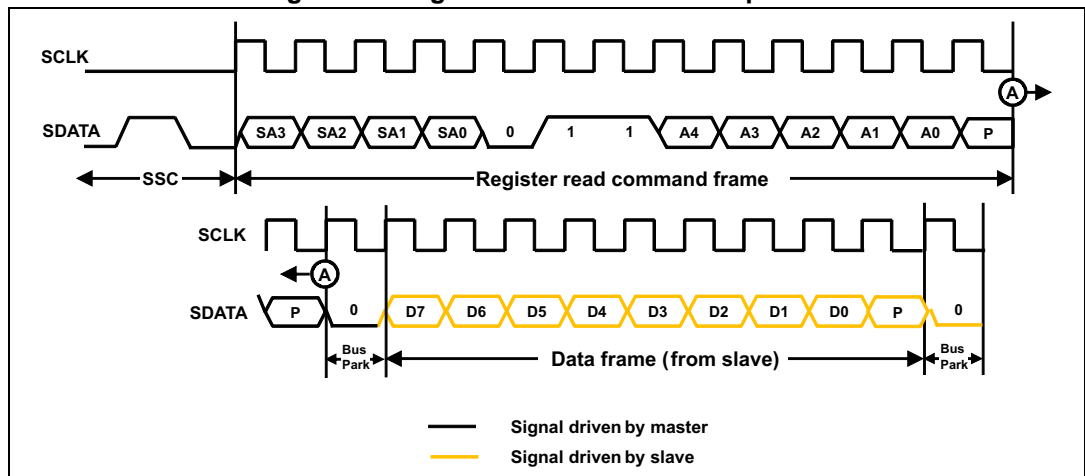 SCLK
A
SDATA SA3 SA2 SA1 SA0 0 1 1 A4 A3 A2 A1 A0 P
SSC Register read command frame
SCLK
A
SDATA P 0 D7 D6 D5 D4 D3 D2 D1 D0 P 0
Bus Park Data frame (from slave) Bus Park
Signal driven by master
Signal driven by slave